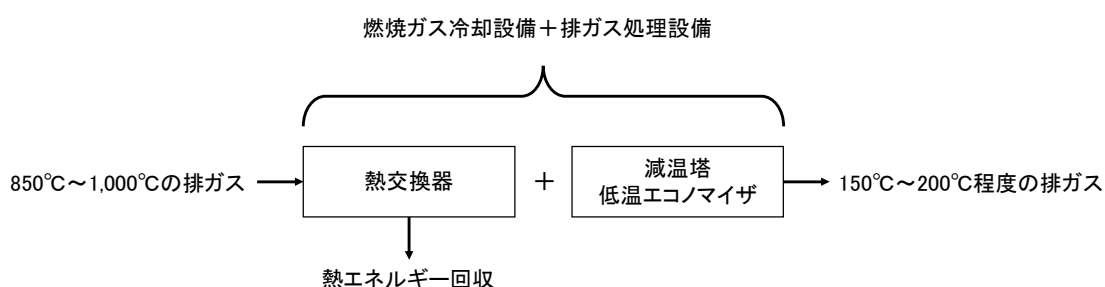 燃焼ガス冷却設備＋排ガス処理設備
850℃～1,000℃の排ガス
熱交換器
＋
減温塔
低温エコノマイザ
150℃～200℃程度の排ガス
熱エネルギー回収